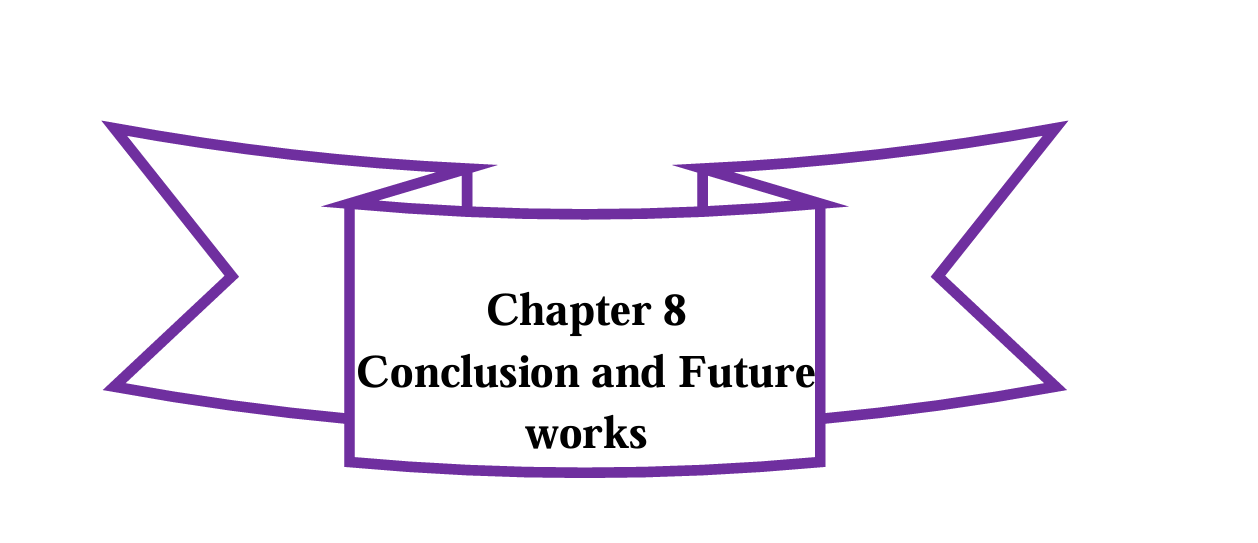 Chapter 8
Conclusion and Future
works